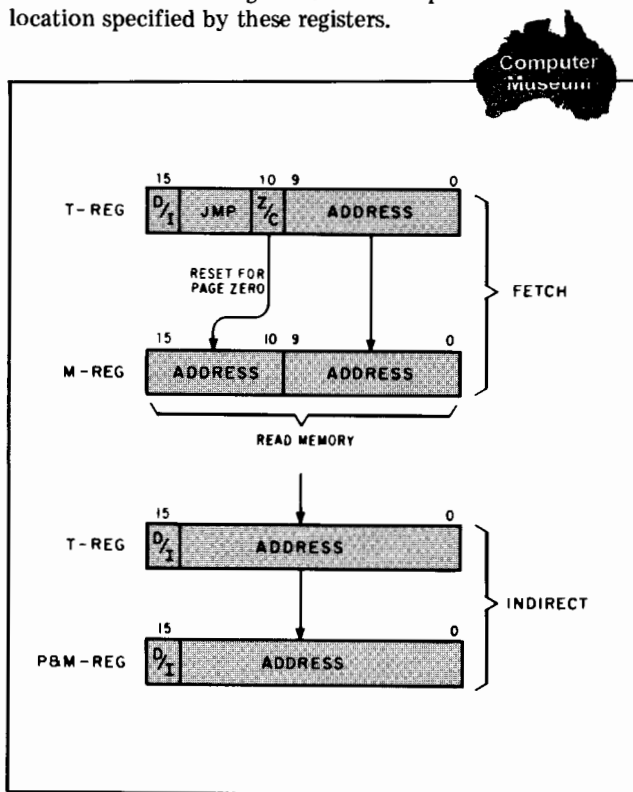 location specified by these registers.
Computer
Museum
15 10 9 0
T-REG D/I JMP Z/C ADDRESS
RESET FOR
PAGE ZERO
FETCH
15 10 9 0
M-REG ADDRESS ADDRESS
READ MEMORY
15 0
T-REG D/I ADDRESS
INDIRECT
15 0
P&M-REG D/I ADDRESS